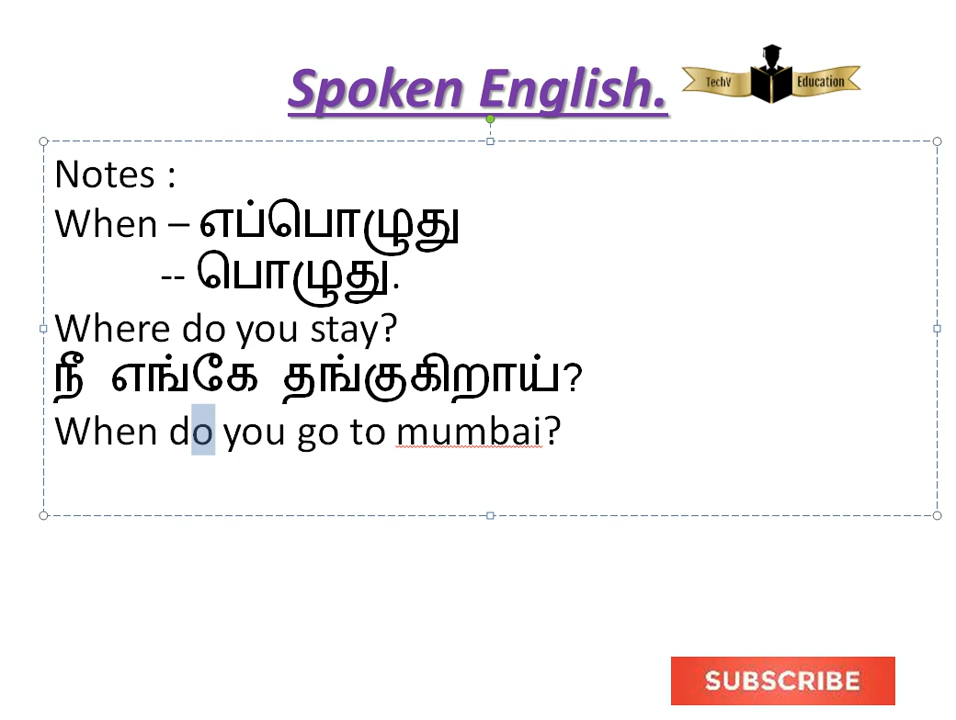 Spoken English.
TechV Education
Notes :
When – எப்பொழுது
-- பொழுது.
Where do you stay?
நீ எங்கே தங்குகிறாய்?
When do you go to mumbai?
SUBSCRIBE